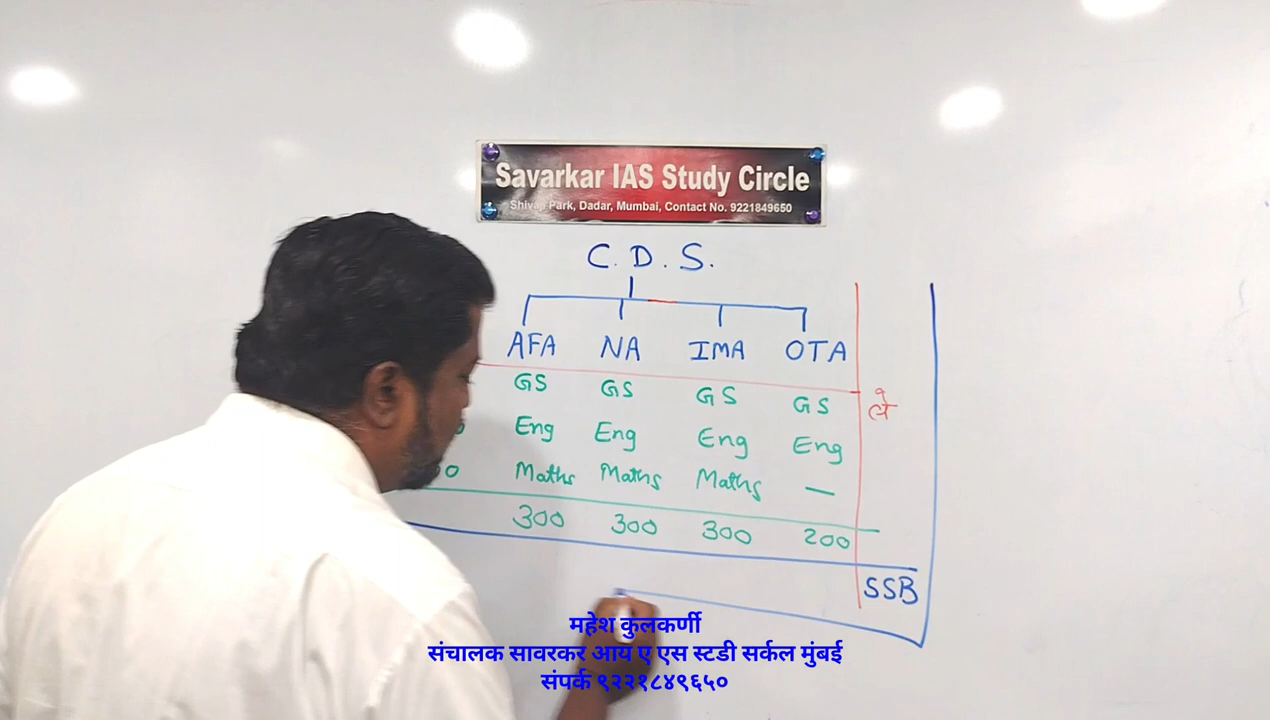 Savarkar IAS Study Circle
Shivaji Park, Dadar, Mumbai, Contact No. 9221849650
C. D. S.
AFA NA IMA OTA
GS GS GS GS
ले
Eng Eng Eng Eng
Maths Maths Maths —
300 300 300 200
SSB
महेश कुलकर्णी
संचालक सावरकर आय ए एस स्टडी सर्कल मुंबई
संपर्क ९२२१८४९६५०